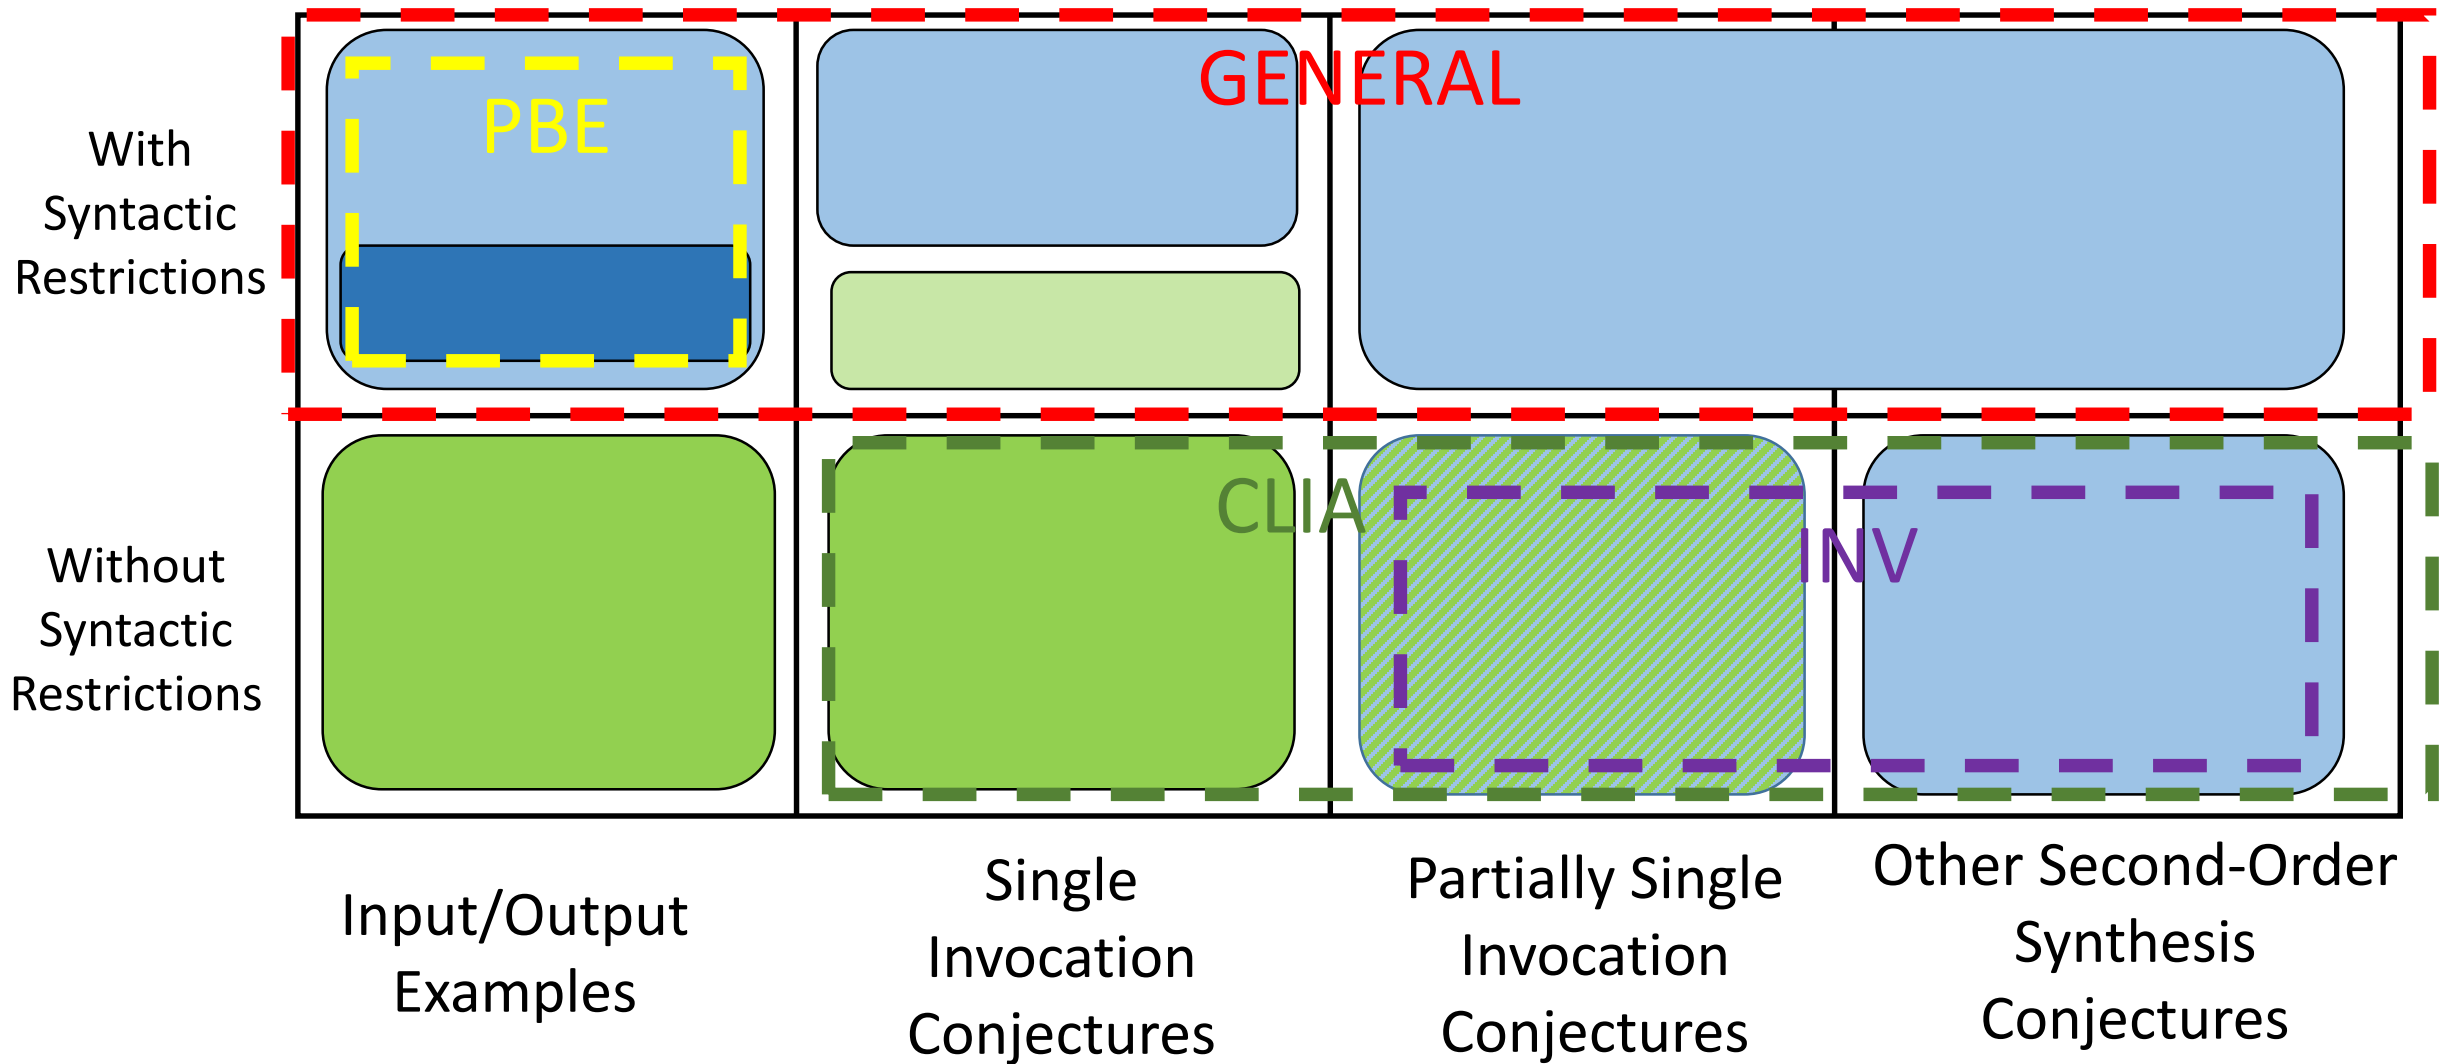 GENERAL
PBE
With
Syntactic
Restrictions
CLIA
INV
Without
Syntactic
Restrictions
Input/Output
Examples
Single
Invocation
Conjectures
Partially Single
Invocation
Conjectures
Other Second-Order
Synthesis
Conjectures